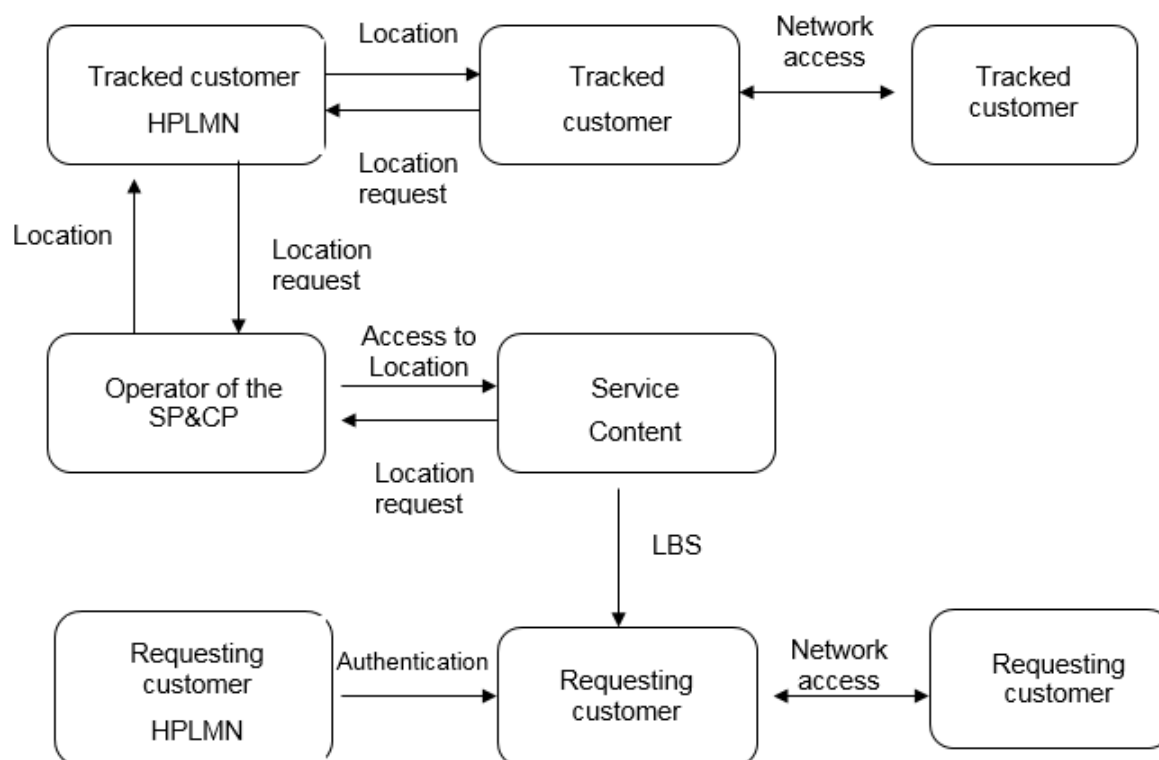 Location
Network
access
Tracked customer
HPLMN
Tracked
customer
Tracked
customer
Location
request
Location
Location
request
Access to
Location
Operator of the
SP&CP
Service
Content
Location
request
LBS
Requesting
customer
HPLMN
Authentication
Requesting
customer
Network
access
Requesting
customer